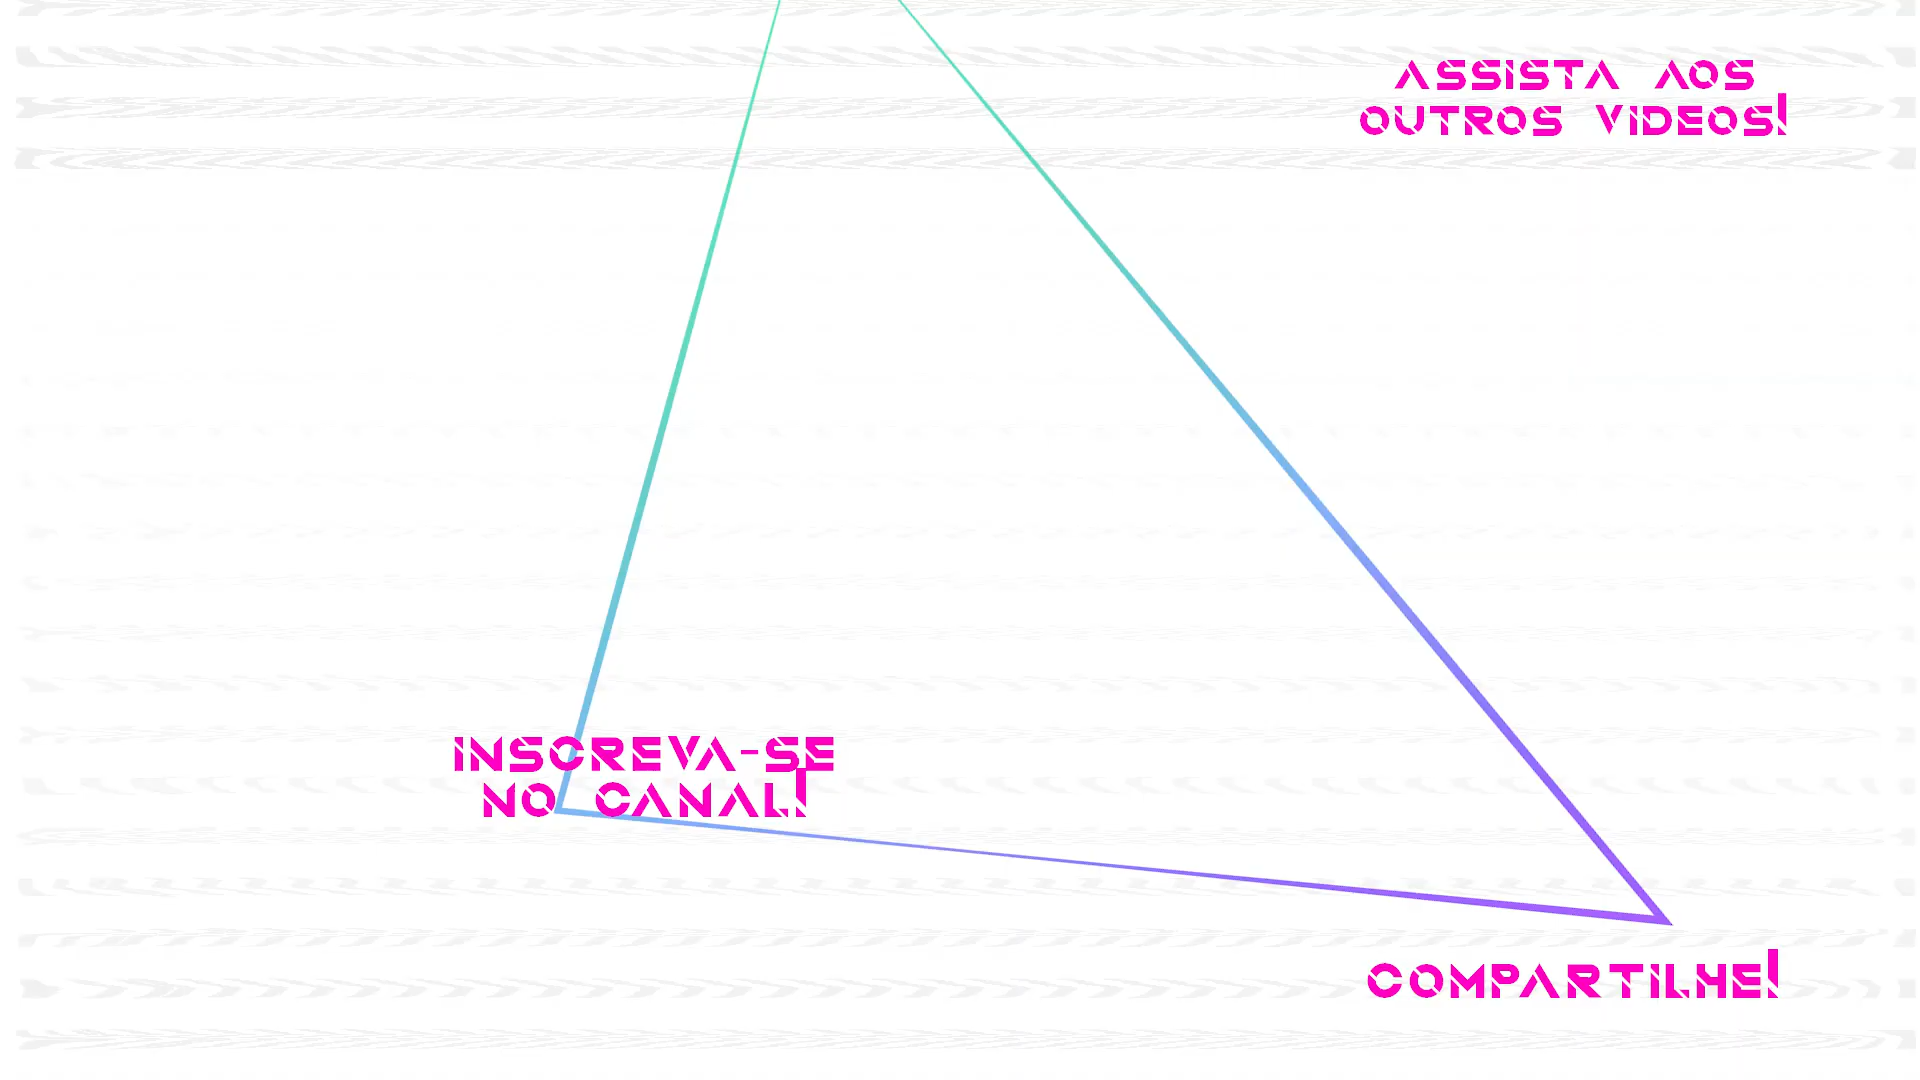 ASSISTA AOS
OUTROS VIDEOS!
INSCREVA-SE
NO CANAL!
COMPARTILHE!